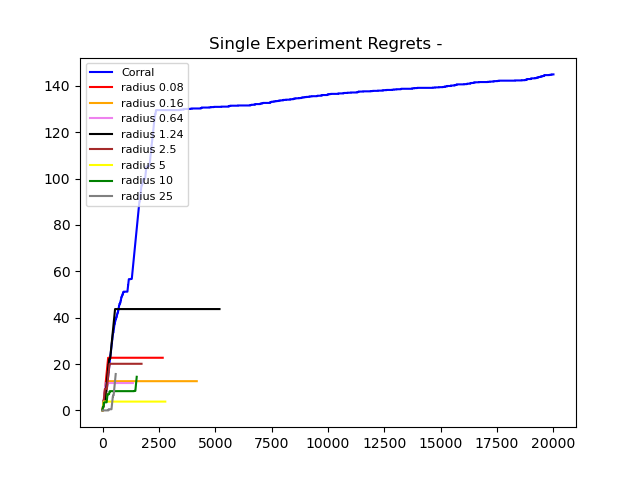 Single Experiment Regrets -
140
120
100
80
60
40
20
0
Corral
radius 0.08
radius 0.16
radius 0.64
radius 1.24
radius 2.5
radius 5
radius 10
radius 25
0 2500 5000 7500 10000 12500 15000 17500 20000